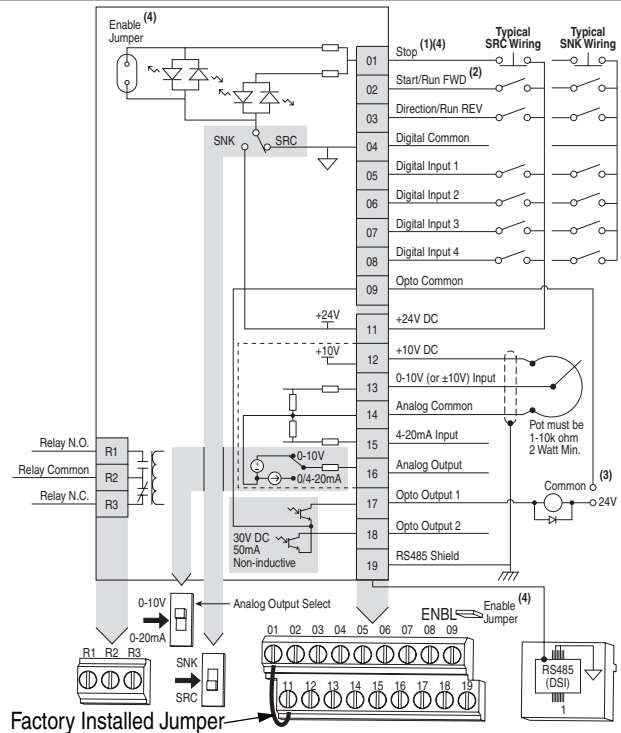 Enable
Jumper
(4)
Typical
SRC Wiring
Typical
SNK Wiring
01
Stop
(1)(4)
02
Start/Run FWD
(2)
03
Direction/Run REV
SNK
SRC
04
Digital Common
05
Digital Input 1
06
Digital Input 2
07
Digital Input 3
08
Digital Input 4
09
Opto Common
+24V
11
+24V DC
+10V
12
+10V DC
13
0-10V (or ±10V) Input
14
Analog Common
Pot must be
1-10k ohm
2 Watt Min.
15
4-20mA Input
Relay N.O.
R1
0-10V
0/4-20mA
16
Analog Output
Relay Common
R2
Common
(3)
Relay N.C.
R3
17
Opto Output 1
24V
30V DC
50mA
Non-inductive
18
Opto Output 2
19
RS485 Shield
0-10V
0-20mA
Analog Output Select
ENBL
Enable
Jumper
(4)
01 02 03 04 05 06 07 08 09
R1 R2 R3
SNK
SRC
11 12 13 14 15 16 17 18 19
RS485
(DSI)
1
Factory Installed Jumper